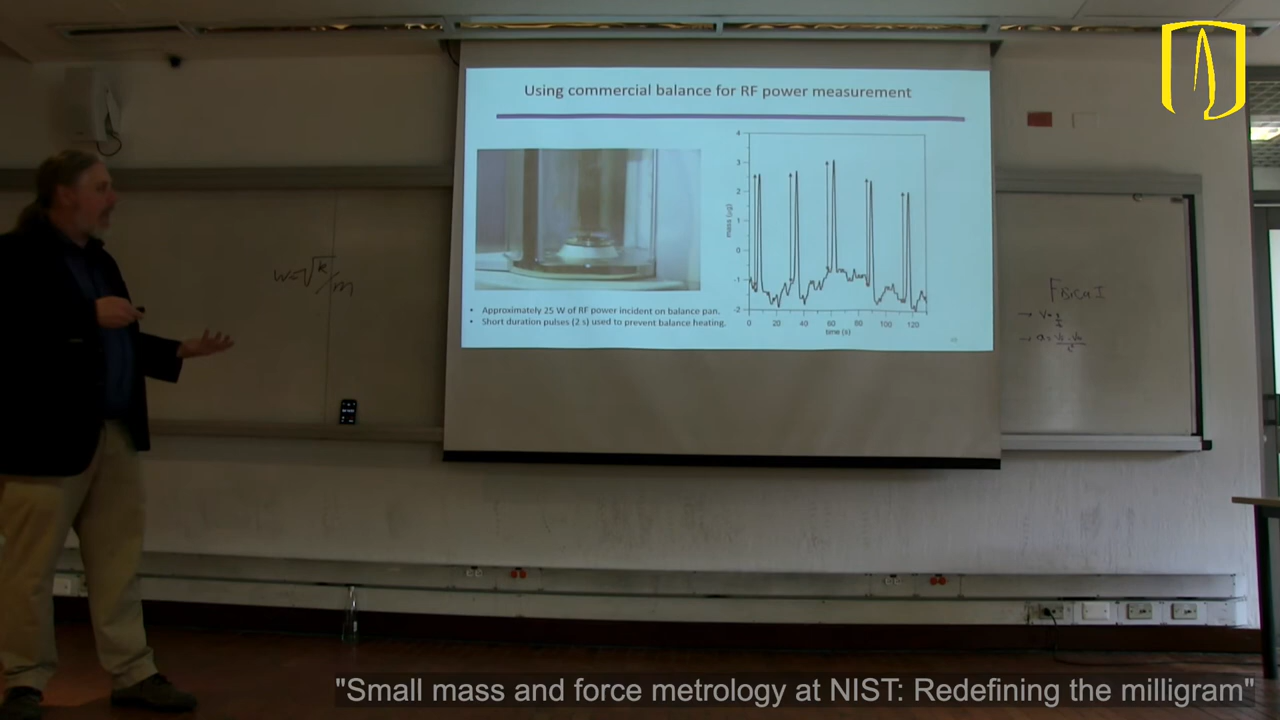 Using commercial balance for RF power measurement
4
3
2
1
0
-1
-2
mass (µg)
0 20 40 60 80 100 120
time (s)
• Approximately 25 W of RF power incident on balance pan.
• Short duration pulses (2 s) used to prevent balance heating.
W=√k/m
"Small mass and force metrology at NIST: Redefining the milligram"